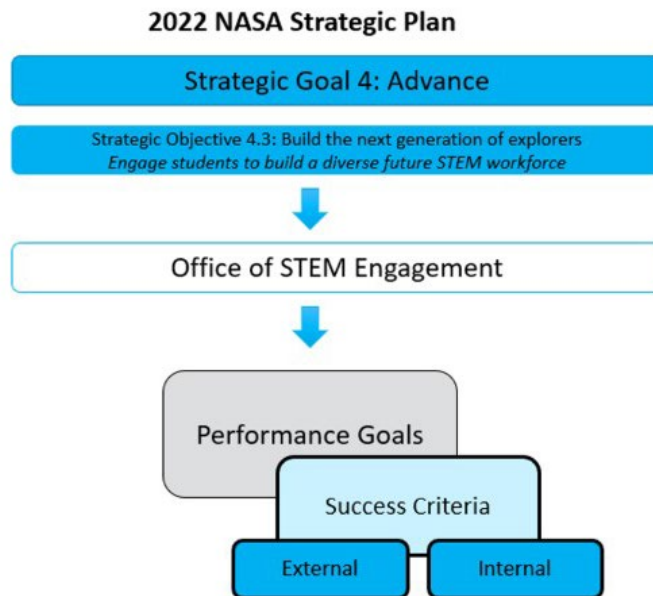 2022 NASA Strategic Plan
Strategic Goal 4: Advance
Strategic Objective 4.3: Build the next generation of explorers
Engage students to build a diverse future STEM workforce
Office of STEM Engagement
Performance Goals
Success Criteria
External
Internal